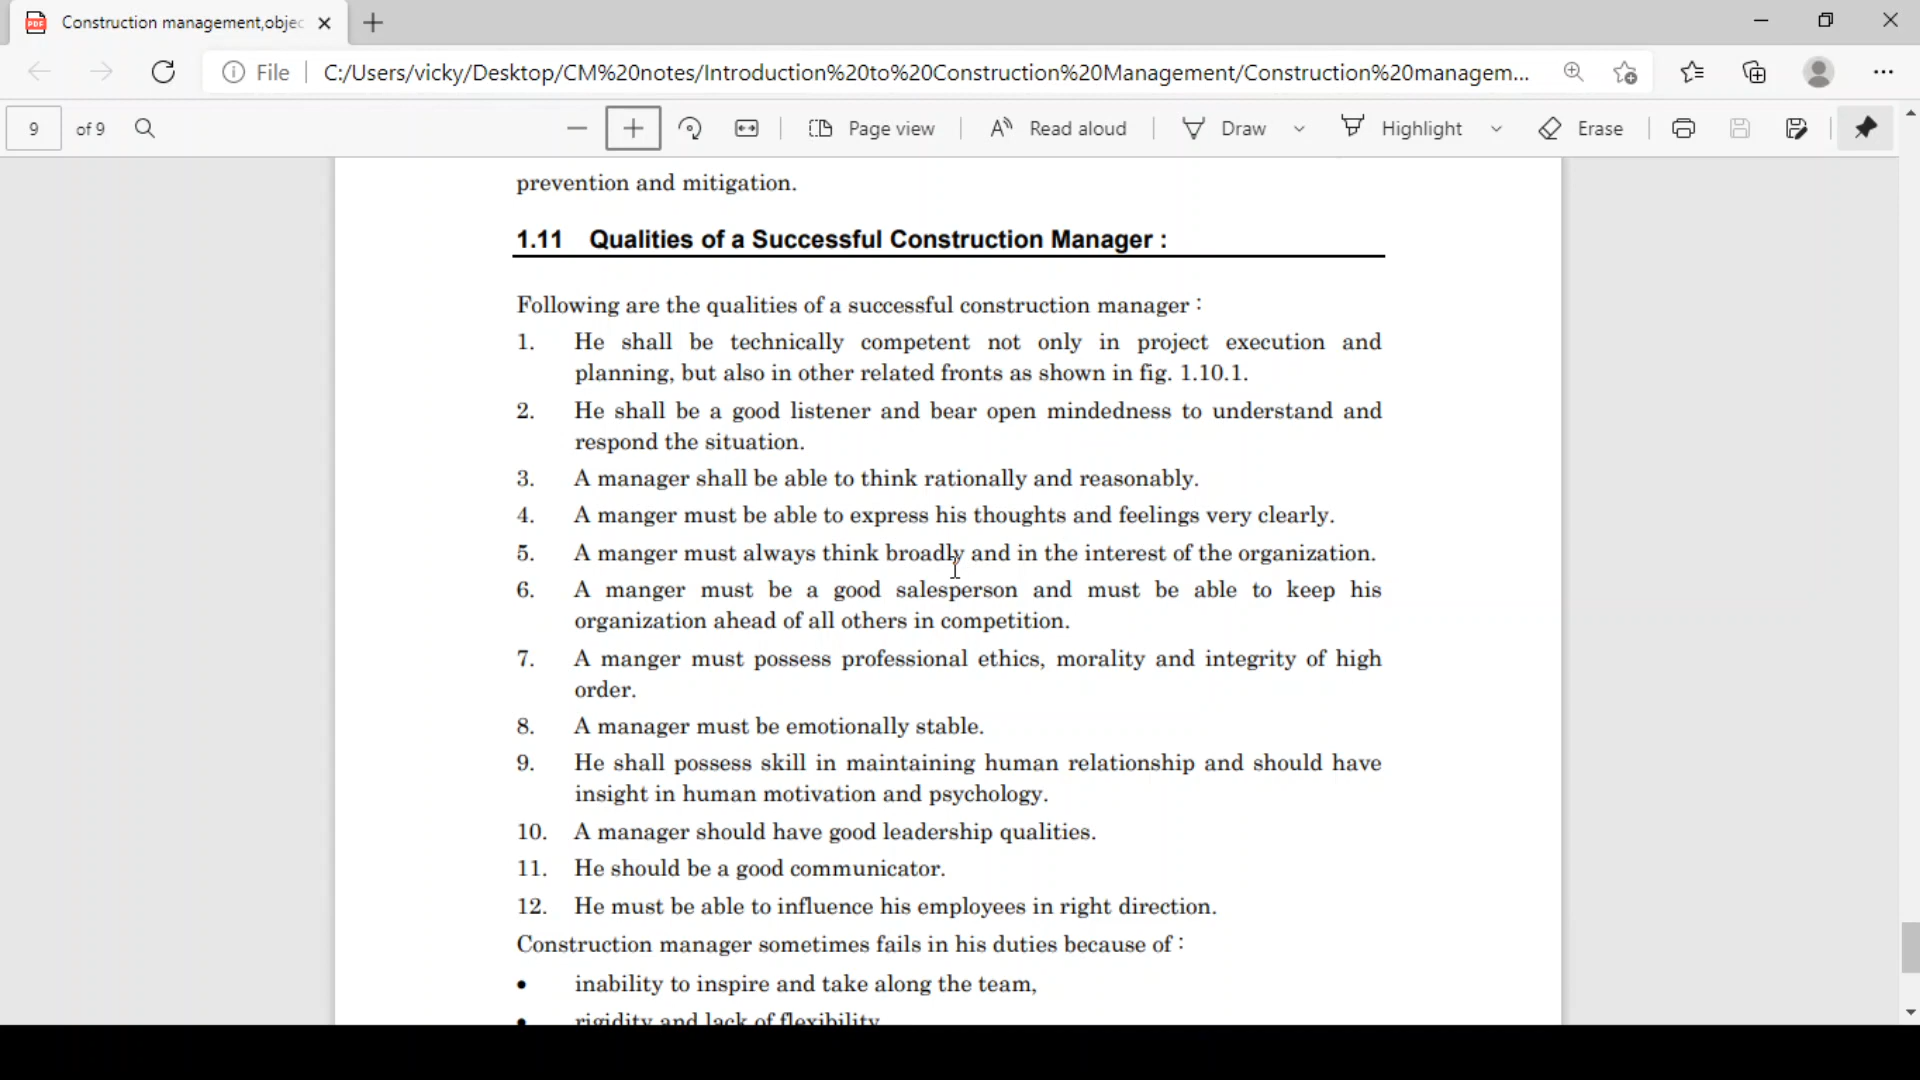 Construction management,objec
File
C:/Users/vicky/Desktop/CM%20notes/Introduction%20to%20Construction%20Management/Construction%20managem...
9 of 9
Page view
Read aloud
Draw
Highlight
Erase
prevention and mitigation.
1.11 Qualities of a Successful Construction Manager :
Following are the qualities of a successful construction manager :
1. He shall be technically competent not only in project execution and
planning, but also in other related fronts as shown in fig. 1.10.1.
2. He shall be a good listener and bear open mindedness to understand and
respond the situation.
3. A manager shall be able to think rationally and reasonably.
4. A manger must be able to express his thoughts and feelings very clearly.
5. A manger must always think broadly and in the interest of the organization.
6. A manger must be a good salesperson and must be able to keep his
organization ahead of all others in competition.
7. A manger must possess professional ethics, morality and integrity of high
order.
8. A manager must be emotionally stable.
9. He shall possess skill in maintaining human relationship and should have
insight in human motivation and psychology.
10. A manager should have good leadership qualities.
11. He should be a good communicator.
12. He must be able to influence his employees in right direction.
Construction manager sometimes fails in his duties because of :
• inability to inspire and take along the team,
• rigidity and lack of flexibility